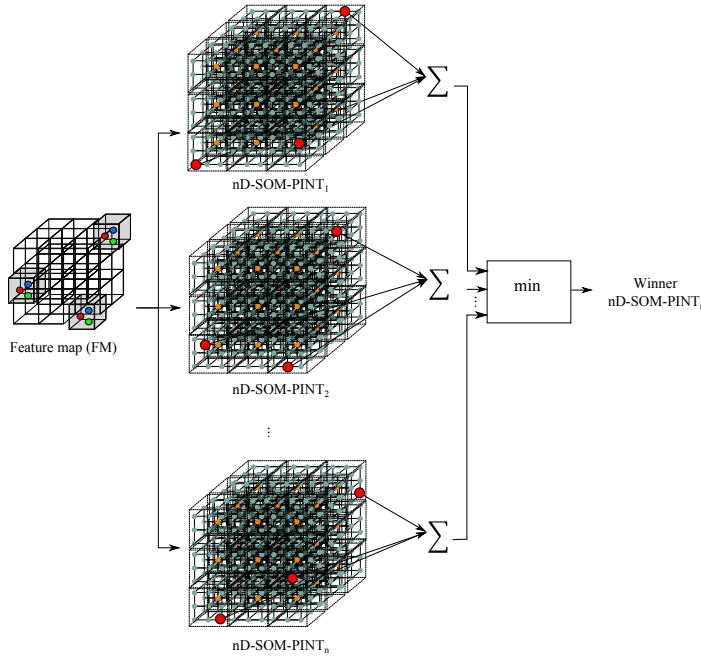 nD-SOM-PINT₁
∑
Feature map (FM)
nD-SOM-PINT₂
∑
min
Winner
nD-SOM-PINTᵢ
⋮
nD-SOM-PINTₙ
∑